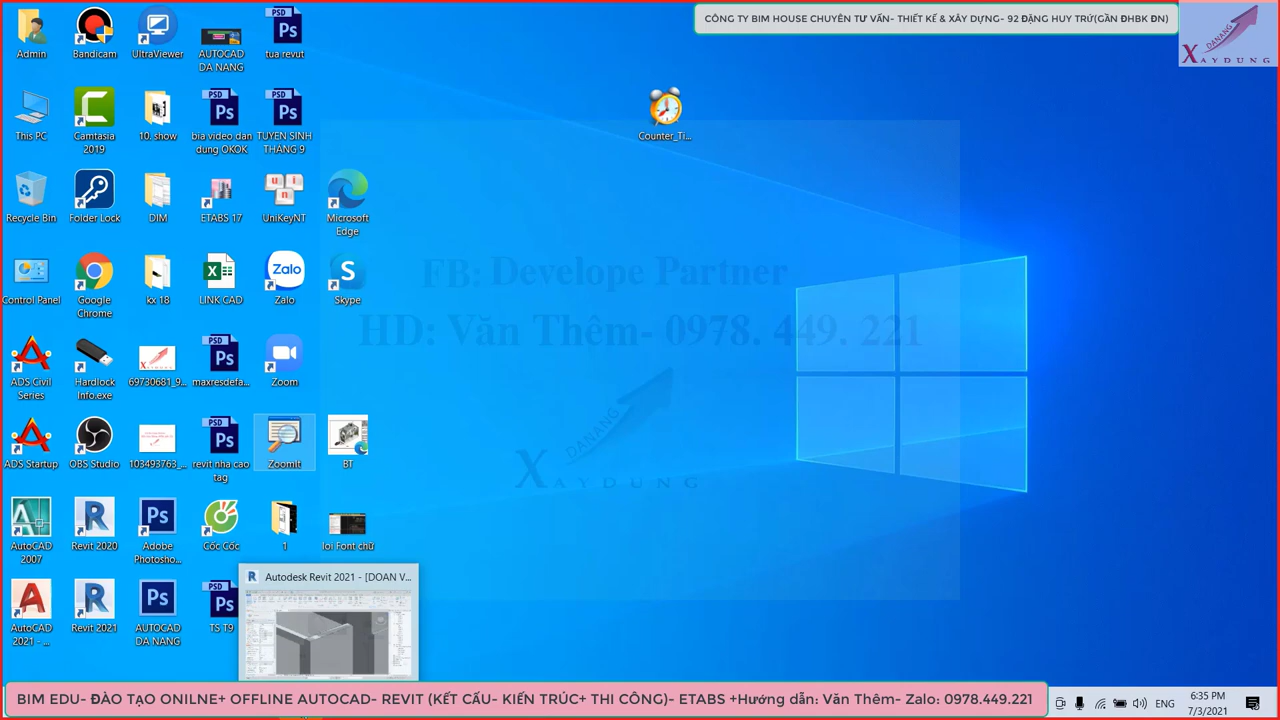 CÔNG TY BIM HOUSE CHUYÊN TƯ VẤN- THIẾT KẾ & XÂY DỰNG- 92 ĐẶNG HUY TRỨ(GẦN ĐHBK ĐN)
DANANG
XAYDUNG
Admin
Bandicam
UltraViewer
AUTOCAD
DA NANG
tua revut
This PC
Camtasia
2019
10. show
bia video dan
dung OKOK
TUYEN SINH
THANG 9
Counter_Ti...
Recycle Bin
Folder Lock
DIM
ETABS 17
UniKeyNT
Microsoft
Edge
Control Panel
Google
Chrome
kx 18
LINK CAD
Zalo
Skype
FB: Develope Partner
HD: Văn Thêm- 0978. 449. 221
ADS Civil
Series
Hardlock
Info.exe
69730681_9...
maxresdefa...
Zoom
ADS Startup
OBS Studio
103493763_...
revit nha cao
tag
ZoomIt
BT
DANANG
XAYDUNG
AutoCAD
2007
Revit 2020
Adobe
Photosho...
Cốc Cốc
1
loi Font chữ
Autodesk Revit 2021 - [DOAN V...
AutoCAD
2021 - ...
Revit 2021
AUTOCAD
DA NANG
TS T9
BIM EDU- ĐÀO TẠO ONILNE+ OFFLINE AUTOCAD- REVIT (KẾT CẤU- KIẾN TRÚC+ THI CÔNG)- ETABS +Hướng dẫn: Văn Thêm- Zalo: 0978.449.221
ENG
6:35 PM
7/3/2021